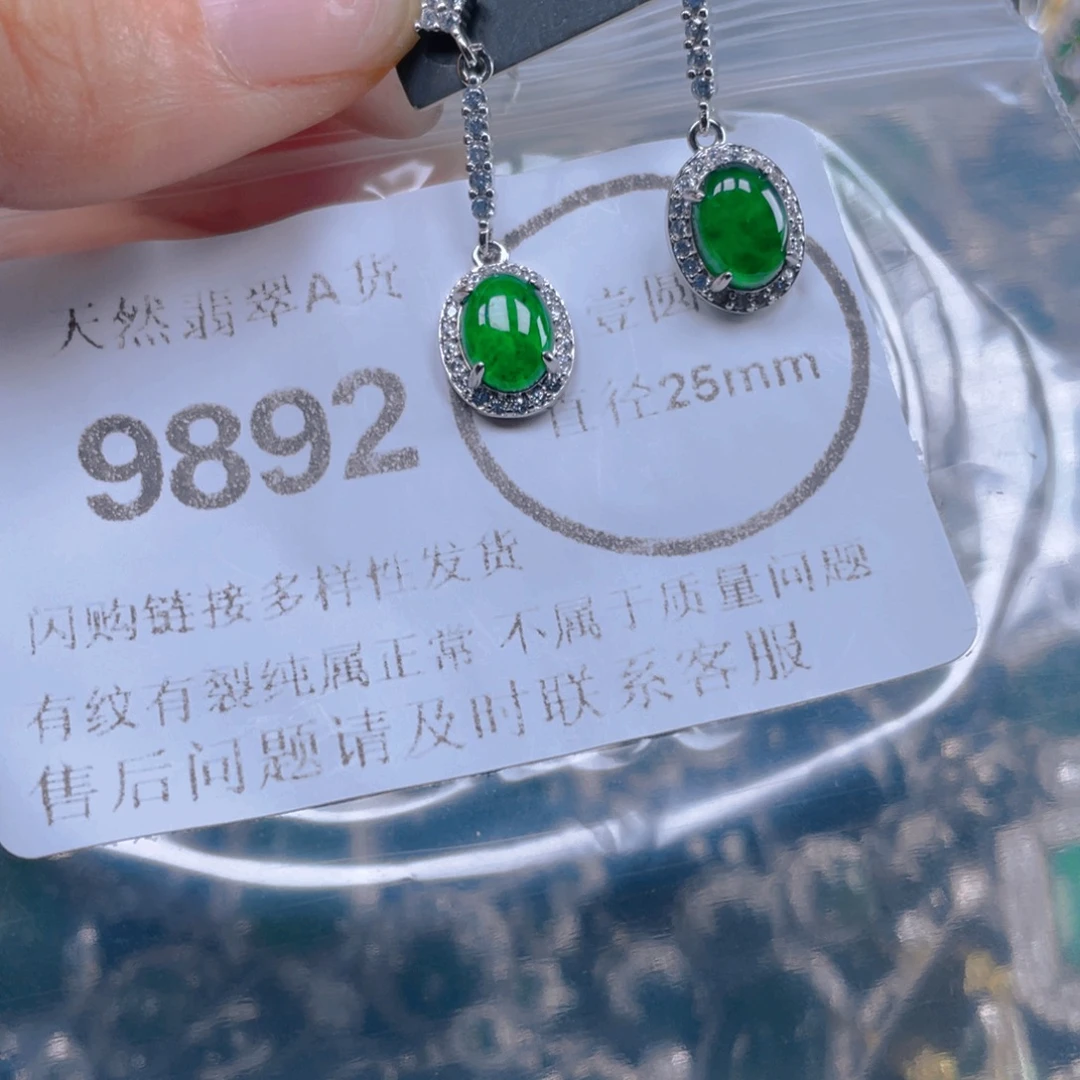 天然翡翠A货
9892
壹圆
直径25mm
闪购链接多样性发货
有纹有裂纯属正常 不属于质量问题
售后问题请及时联系客服